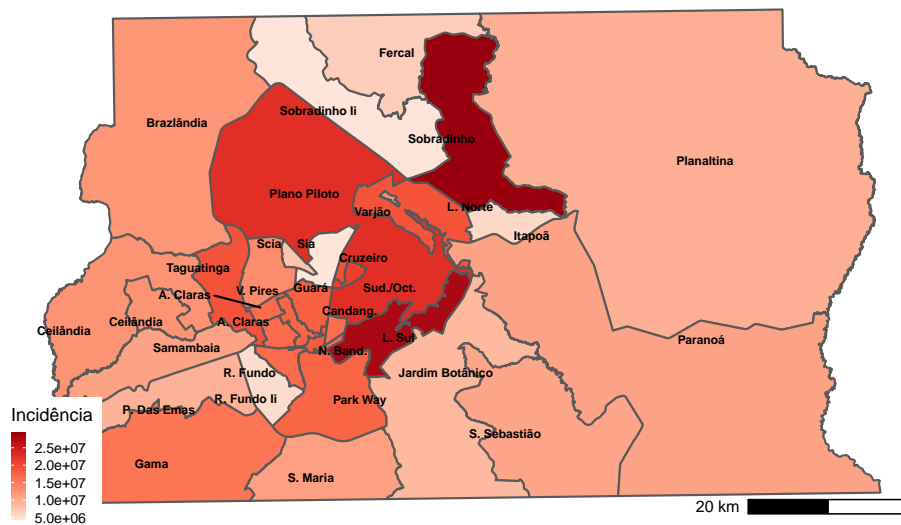 Fercal
Sobradinho Ii
Brazlândia
Sobradinho
Planaltina
Plano Piloto
L. Norte
Varjão
Itapoã
Scia
Sia
Cruzeiro
Taguatinga
V. Pires
Guará
Sud./Oct.
A. Claras
Candang.
Ceilândia
Ceilândia
A. Claras
L. Sul
Paranoá
Samambaia
N. Band.
R. Fundo
Jardim Botânico
R. Fundo Ii
Park Way
P. Das Emas
Incidência
S. Sebastião
2.5e+07
2.0e+07
1.5e+07
1.0e+07
5.0e+06
Gama
S. Maria
20 km